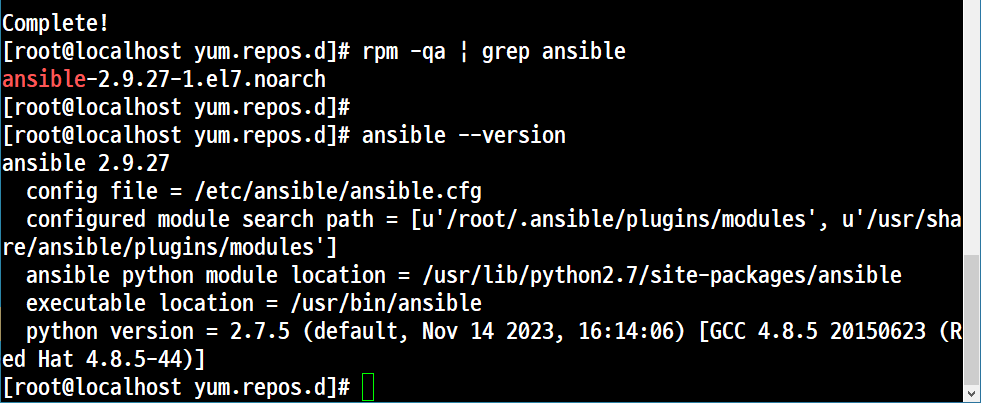 Complete!
[root@localhost yum.repos.d]# rpm -qa | grep ansible
ansible-2.9.27-1.el7.noarch
[root@localhost yum.repos.d]#
[root@localhost yum.repos.d]# ansible --version
ansible 2.9.27
  config file = /etc/ansible/ansible.cfg
  configured module search path = [u'/root/.ansible/plugins/modules', u'/usr/sha
re/ansible/plugins/modules']
  ansible python module location = /usr/lib/python2.7/site-packages/ansible
  executable location = /usr/bin/ansible
  python version = 2.7.5 (default, Nov 14 2023, 16:14:06) [GCC 4.8.5 20150623 (R
ed Hat 4.8.5-44)]
[root@localhost yum.repos.d]#